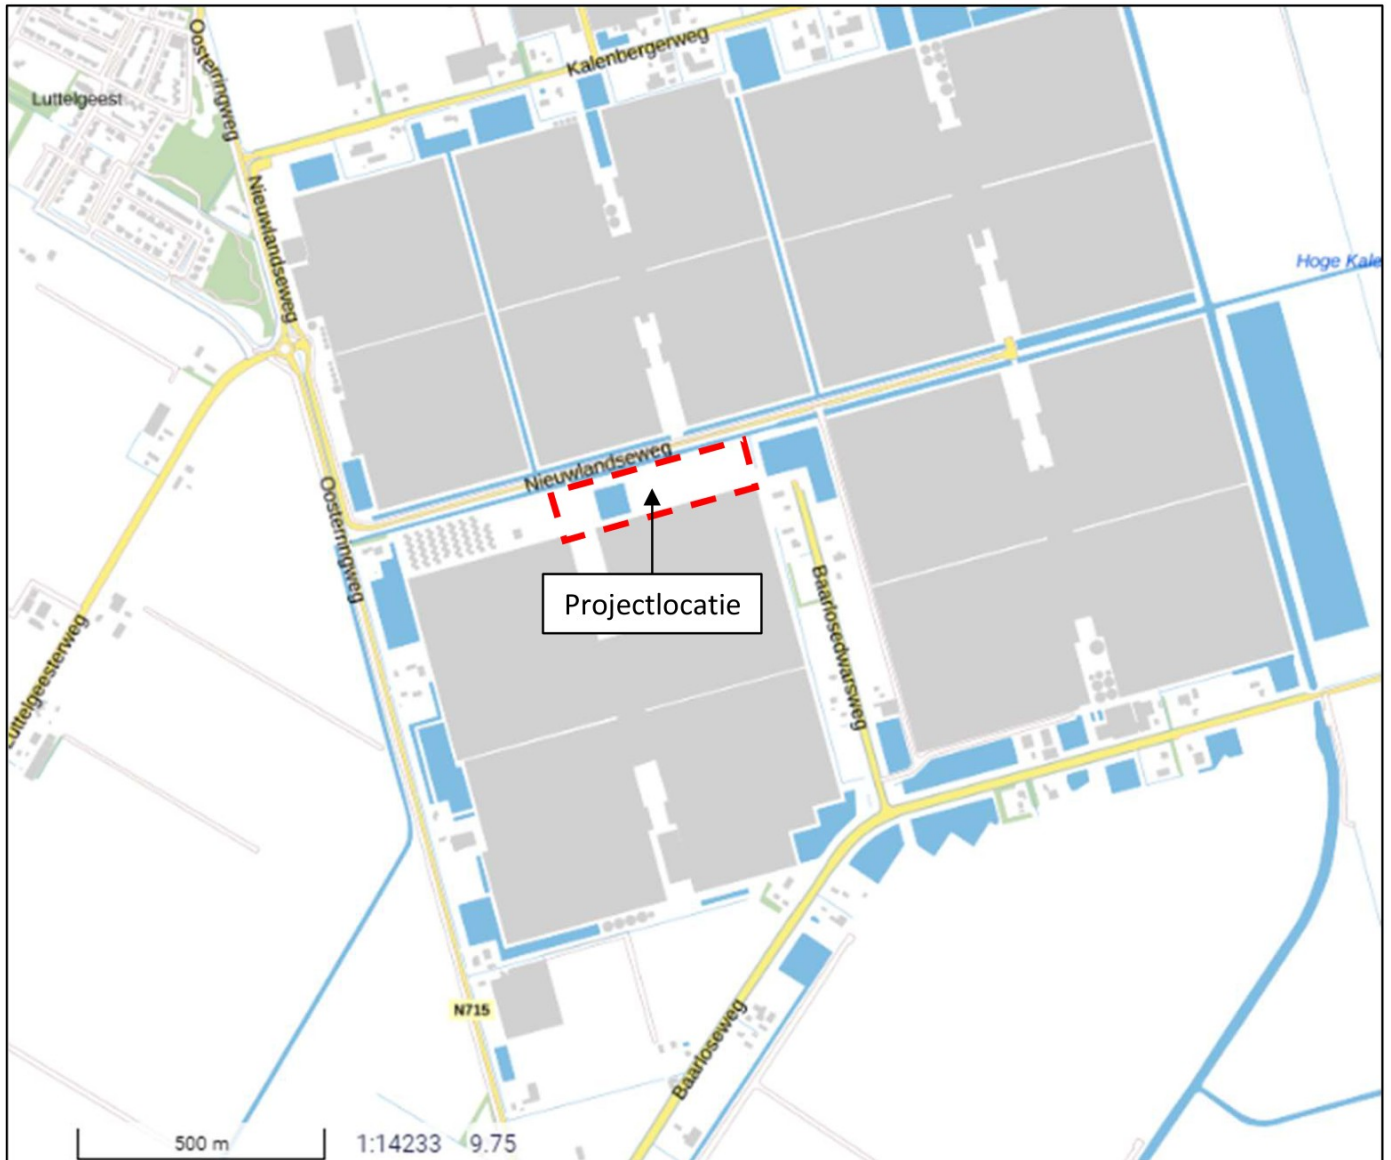 Oosterringweg
Kalenbergerweg
Luttelgeest
Nieuwlandseweg
Hoge Kale
Nieuwlandseweg
Oosterringweg
Projectlocatie
Baarlosedwarsweg
Luttelgeesterweg
N715
Baarloseweg
500 m
1:14233 9.75